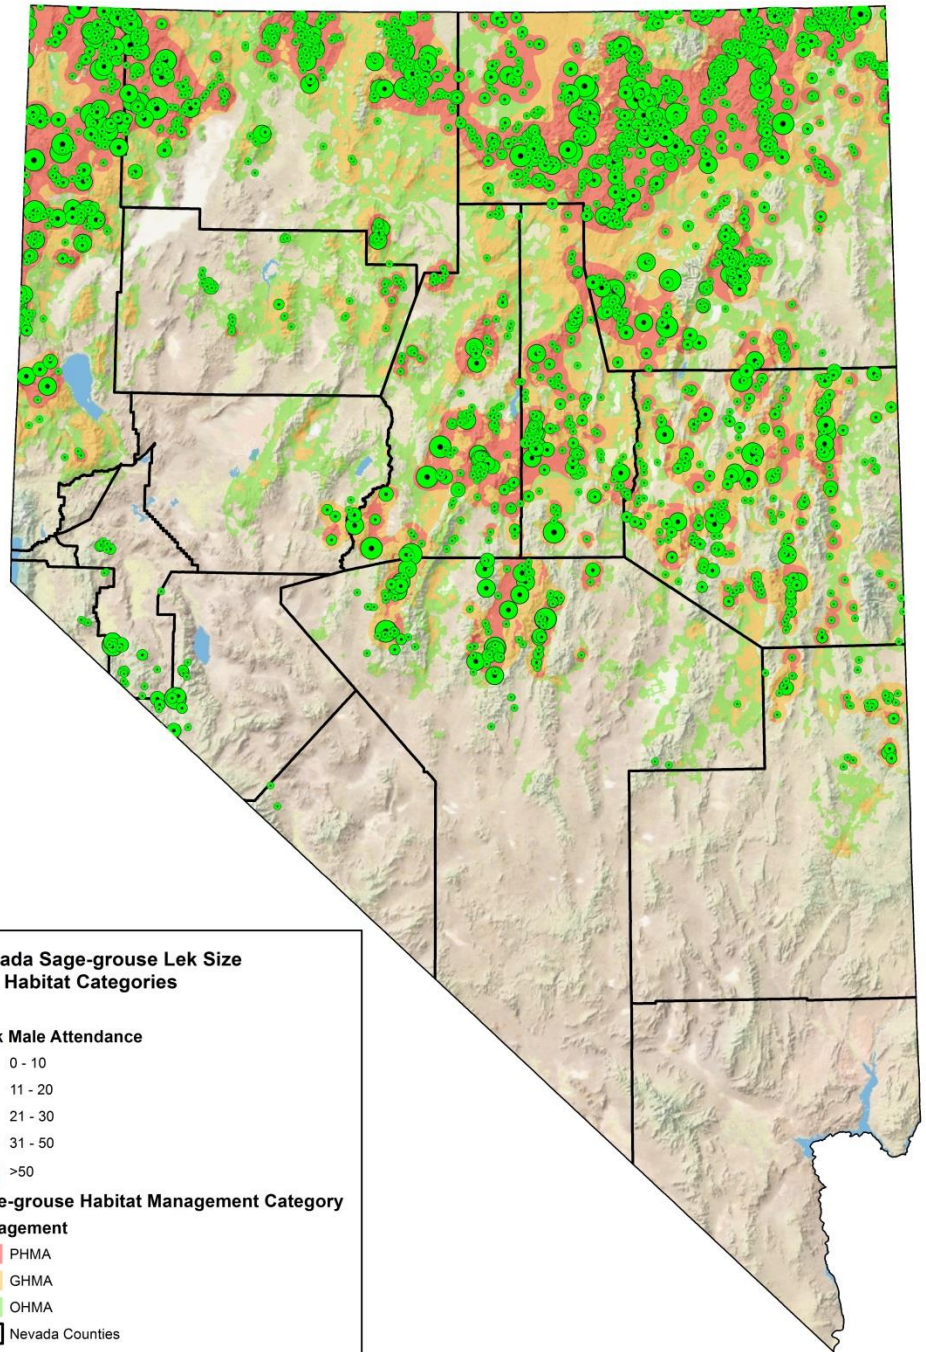 ada Sage-grouse Lek Size
Habitat Categories
Male Attendance
0 - 10
11 - 20
21 - 30
31 - 50
>50
e-grouse Habitat Management Category
agement
PHMA
GHMA
OHMA
Nevada Counties